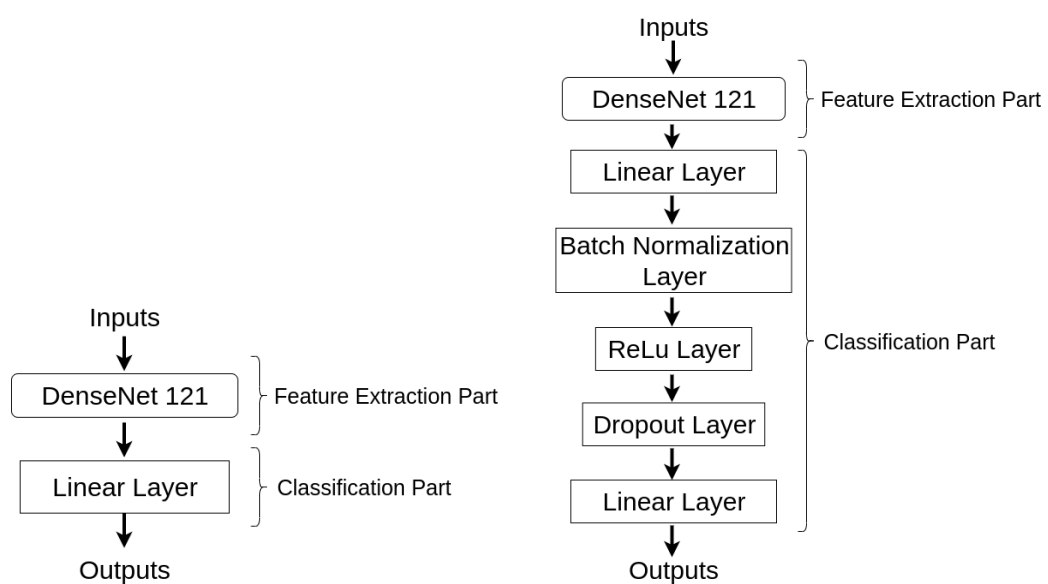 Inputs
DenseNet 121
Feature Extraction Part
Linear Layer
Classification Part
Outputs
Inputs
DenseNet 121
Feature Extraction Part
Linear Layer
Batch Normalization
Layer
ReLu Layer
Classification Part
Dropout Layer
Linear Layer
Outputs